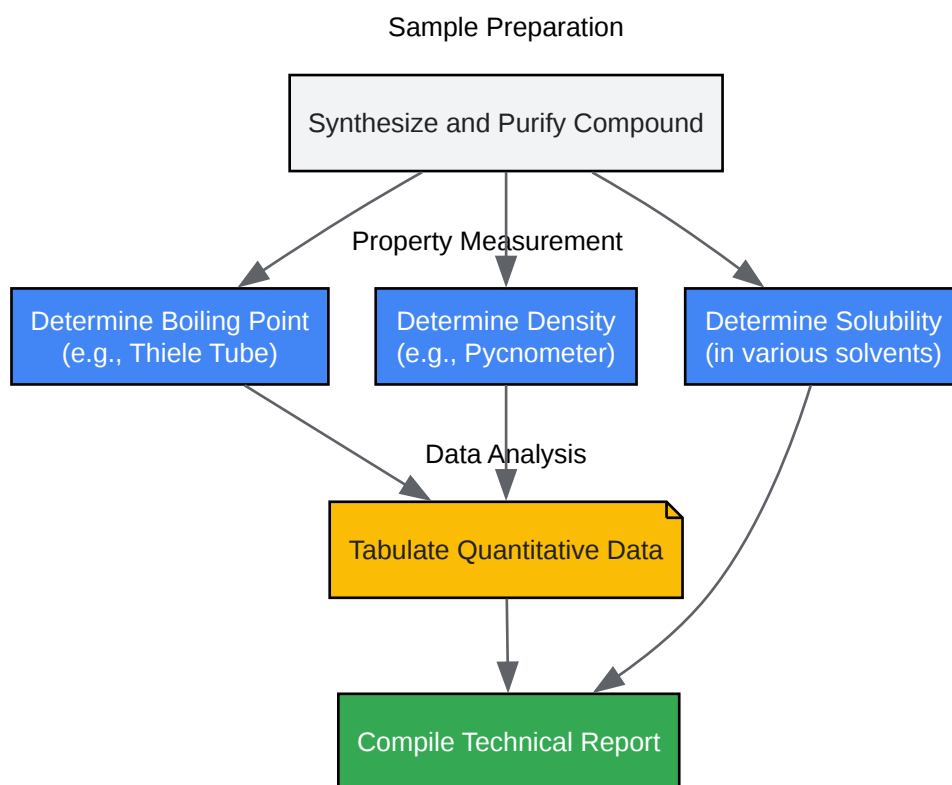 Sample Preparation
Synthesize and Purify Compound
Property Measurement
Determine Boiling Point
(e.g., Thiele Tube)
Determine Density
(e.g., Pycnometer)
Determine Solubility
(in various solvents)
Data Analysis
Tabulate Quantitative Data
Compile Technical Report